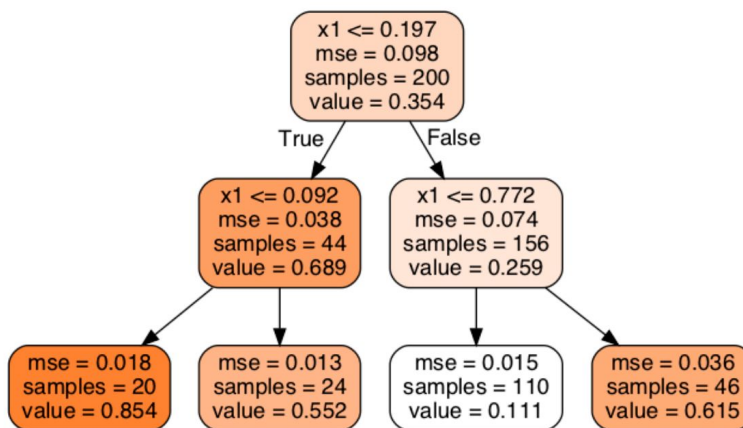 x1 <= 0.197
mse = 0.098
samples = 200
value = 0.354
True
False
x1 <= 0.092
mse = 0.038
samples = 44
value = 0.689
x1 <= 0.772
mse = 0.074
samples = 156
value = 0.259
mse = 0.018
samples = 20
value = 0.854
mse = 0.013
samples = 24
value = 0.552
mse = 0.015
samples = 110
value = 0.111
mse = 0.036
samples = 46
value = 0.615